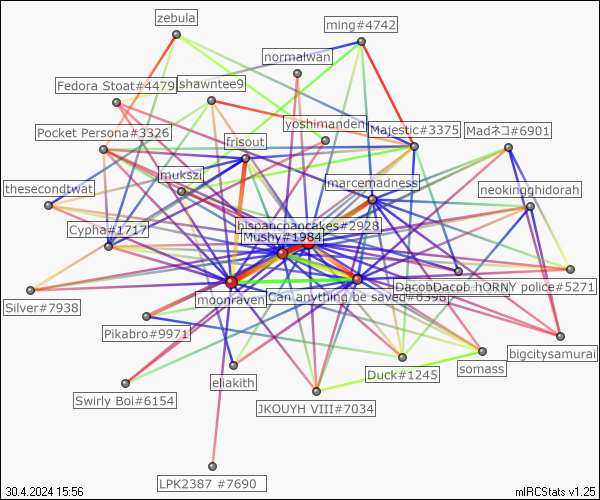 zebula
ming#4742
normalwan
Fedora Stoat#4479
shawntee9
yoshimanden
Pocket Persona#3326
frisout
Majestic#3375
Madネコ#6901
mukszi
marcemadness
thesecondtwat
neokingghidorah
hispancpancakes#2928
Cypha#1717
Mushy#1984
DacobDacob_hORNY police#5271
Silver#7938
moonraven
Can anything be saved#0398
Pikabro#9971
bigcitysamurai
somass
eliakith
Duck#1245
Swirly Boi#6154
JKOUYH VIII#7034
LPK2387 #7690
30.4.2024 15:56
mIRCStats v1.25